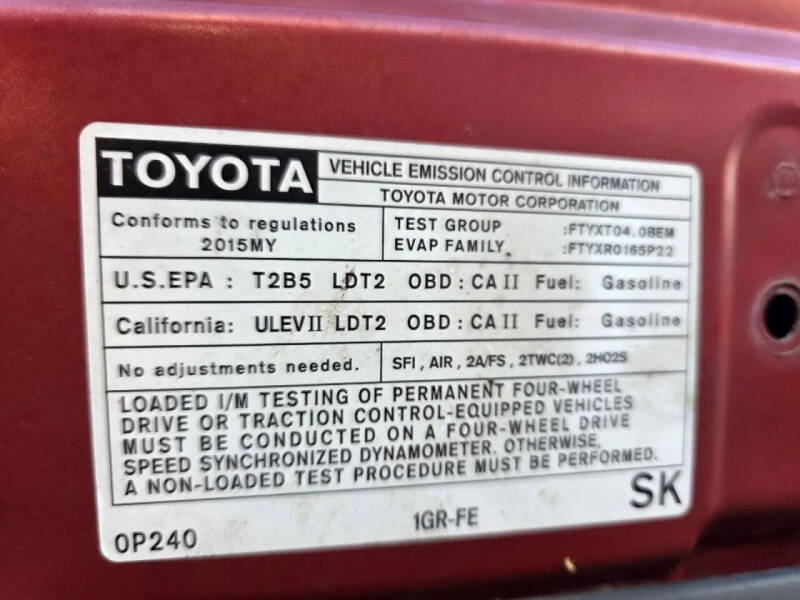 TOYOTA
VEHICLE EMISSION CONTROL INFORMATION
TOYOTA MOTOR CORPORATION
Conforms to regulations
2015MY
TEST GROUP :FTYXT04.0BEM
EVAP FAMILY :FTYXR0165P22
U.S.EPA : T2B5 LDT2 OBD : CA II Fuel: Gasoline
California: ULEV II LDT2 OBD : CA II Fuel: Gasoline
No adjustments needed.
SFI, AIR, 2A/FS, 2TWC(2), 2HO2S
LOADED I/M TESTING OF PERMANENT FOUR-WHEEL
DRIVE OR TRACTION CONTROL-EQUIPPED VEHICLES
MUST BE CONDUCTED ON A FOUR-WHEEL DRIVE
SPEED SYNCHRONIZED DYNAMOMETER. OTHERWISE,
A NON-LOADED TEST PROCEDURE MUST BE PERFORMED.
SK
0P240
1GR-FE